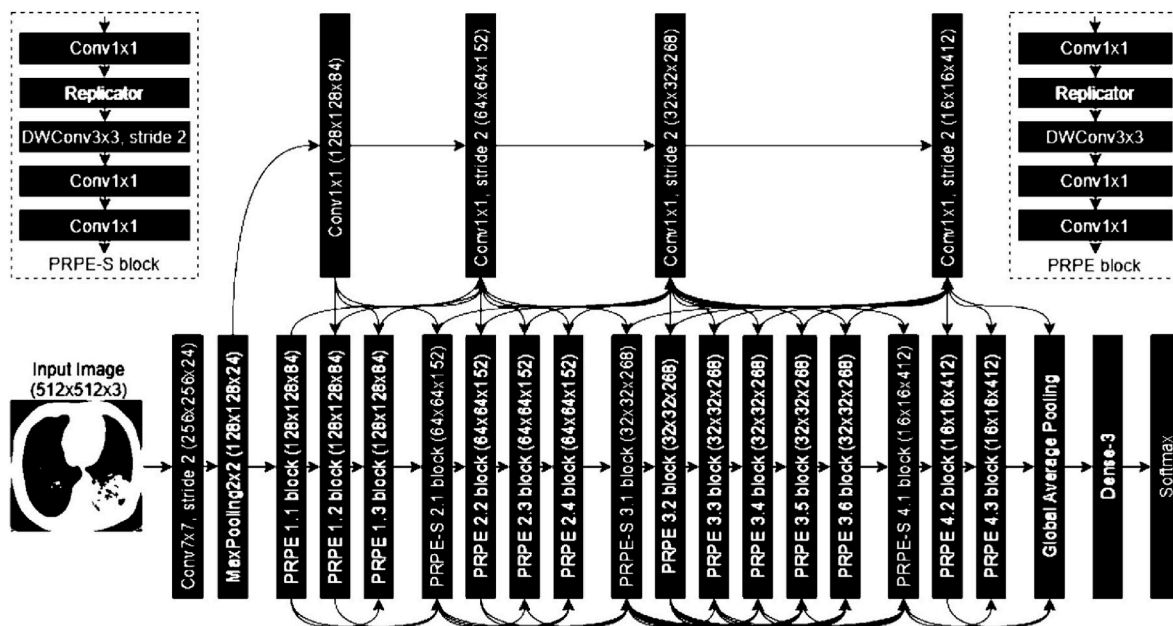 Conv1x1
Replicator
DWConv3x3, stride 2
Conv1x1
Conv1x1
PRPE-S block
Conv1x1 (128x128x84)
Conv1x1, stride 2 (64x64x152)
Conv1x1, stride 2 (32x32x268)
Conv1x1, stride 2 (16x16x412)
Conv1x1
Replicator
DWConv3x3
Conv1x1
Conv1x1
PRPE block
Input Image
(512x512x3)
Conv7x7, stride 2 (256x256x24)
MaxPooling2x2 (128x128x24)
PRPE 1.1 block (128x128x84)
PRPE 1.2 block (128x128x84)
PRPE 1.3 block (128x128x84)
PRPE-S 2.1 block (64x64x152)
PRPE 2.2 block (64x64x152)
PRPE 2.3 block (64x64x152)
PRPE 2.4 block (64x64x152)
PRPE-S 3.1 block (32x32x268)
PRPE 3.2 block (32x32x268)
PRPE 3.3 block (32x32x268)
PRPE 3.4 block (32x32x268)
PRPE 3.5 block (32x32x268)
PRPE 3.6 block (32x32x268)
PRPE-S 4.1 block (16x16x412)
PRPE 4.2 block (16x16x412)
PRPE 4.3 block (16x16x412)
Global Average Pooling
Dense-3
Softmax